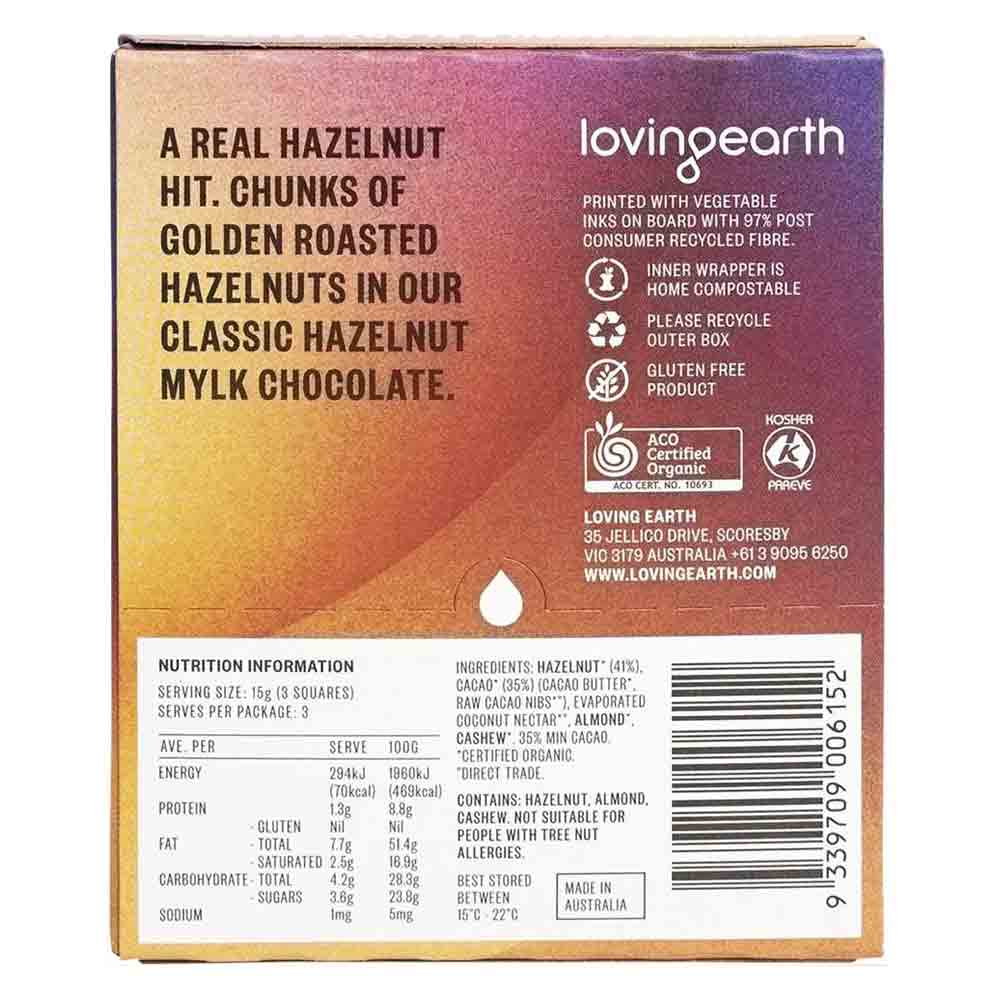 A REAL HAZELNUT
HIT. CHUNKS OF
GOLDEN ROASTED
HAZELNUTS IN OUR
CLASSIC HAZELNUT
MYLK CHOCOLATE.
lovingearth
PRINTED WITH VEGETABLE
INKS ON BOARD WITH 97% POST
CONSUMER RECYCLED FIBRE.
INNER WRAPPER IS
HOME COMPOSTABLE
PLEASE RECYCLE
OUTER BOX
GLUTEN FREE
PRODUCT
ACO
Certified
Organic
ACO CERT. NO. 10693
KOSHER
K
PAREVE
LOVING EARTH
35 JELLICO DRIVE, SCORESBY
VIC 3179 AUSTRALIA +61 3 9095 6250
WWW.LOVINGEARTH.COM
NUTRITION INFORMATION
SERVING SIZE: 15g (3 SQUARES)
SERVES PER PACKAGE: 3
AVE. PER SERVE 100G
ENERGY 294kJ 1960kJ
(70kcal) (469kcal)
PROTEIN 1.3g 8.8g
- GLUTEN Nil Nil
FAT - TOTAL 7.7g 51.4g
- SATURATED 2.5g 16.9g
CARBOHYDRATE - TOTAL 4.2g 28.3g
- SUGARS 3.6g 23.8g
SODIUM 1mg 5mg
INGREDIENTS: HAZELNUT* (41%),
CACAO* (35%) (CACAO BUTTER*,
RAW CACAO NIBS*^), EVAPORATED
COCONUT NECTAR*^, ALMOND*,
CASHEW*. 35% MIN CACAO.
*CERTIFIED ORGANIC.
^DIRECT TRADE.
CONTAINS: HAZELNUT, ALMOND,
CASHEW. NOT SUITABLE FOR
PEOPLE WITH TREE NUT
ALLERGIES.
BEST STORED
BETWEEN
15°C - 22°C
MADE IN
AUSTRALIA
9 339709 006152